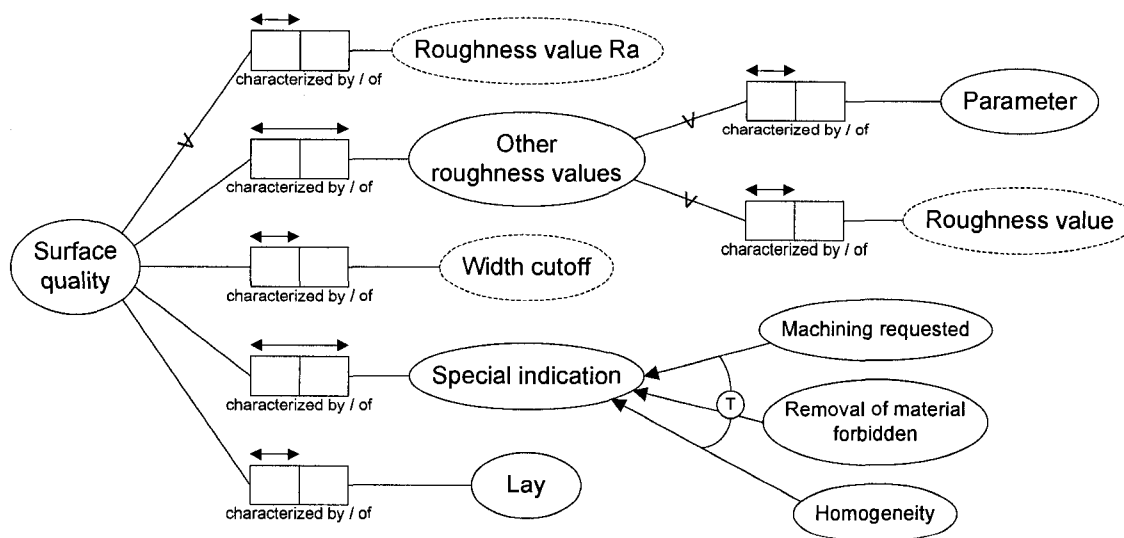 Roughness value Ra
characterized by / of
Parameter
characterized by / of
Other
roughness values
characterized by / of
Roughness value
characterized by / of
Surface
quality
Width cutoff
characterized by / of
Machining requested
Special indication
characterized by / of
T
Removal of material
forbidden
Lay
characterized by / of
Homogeneity